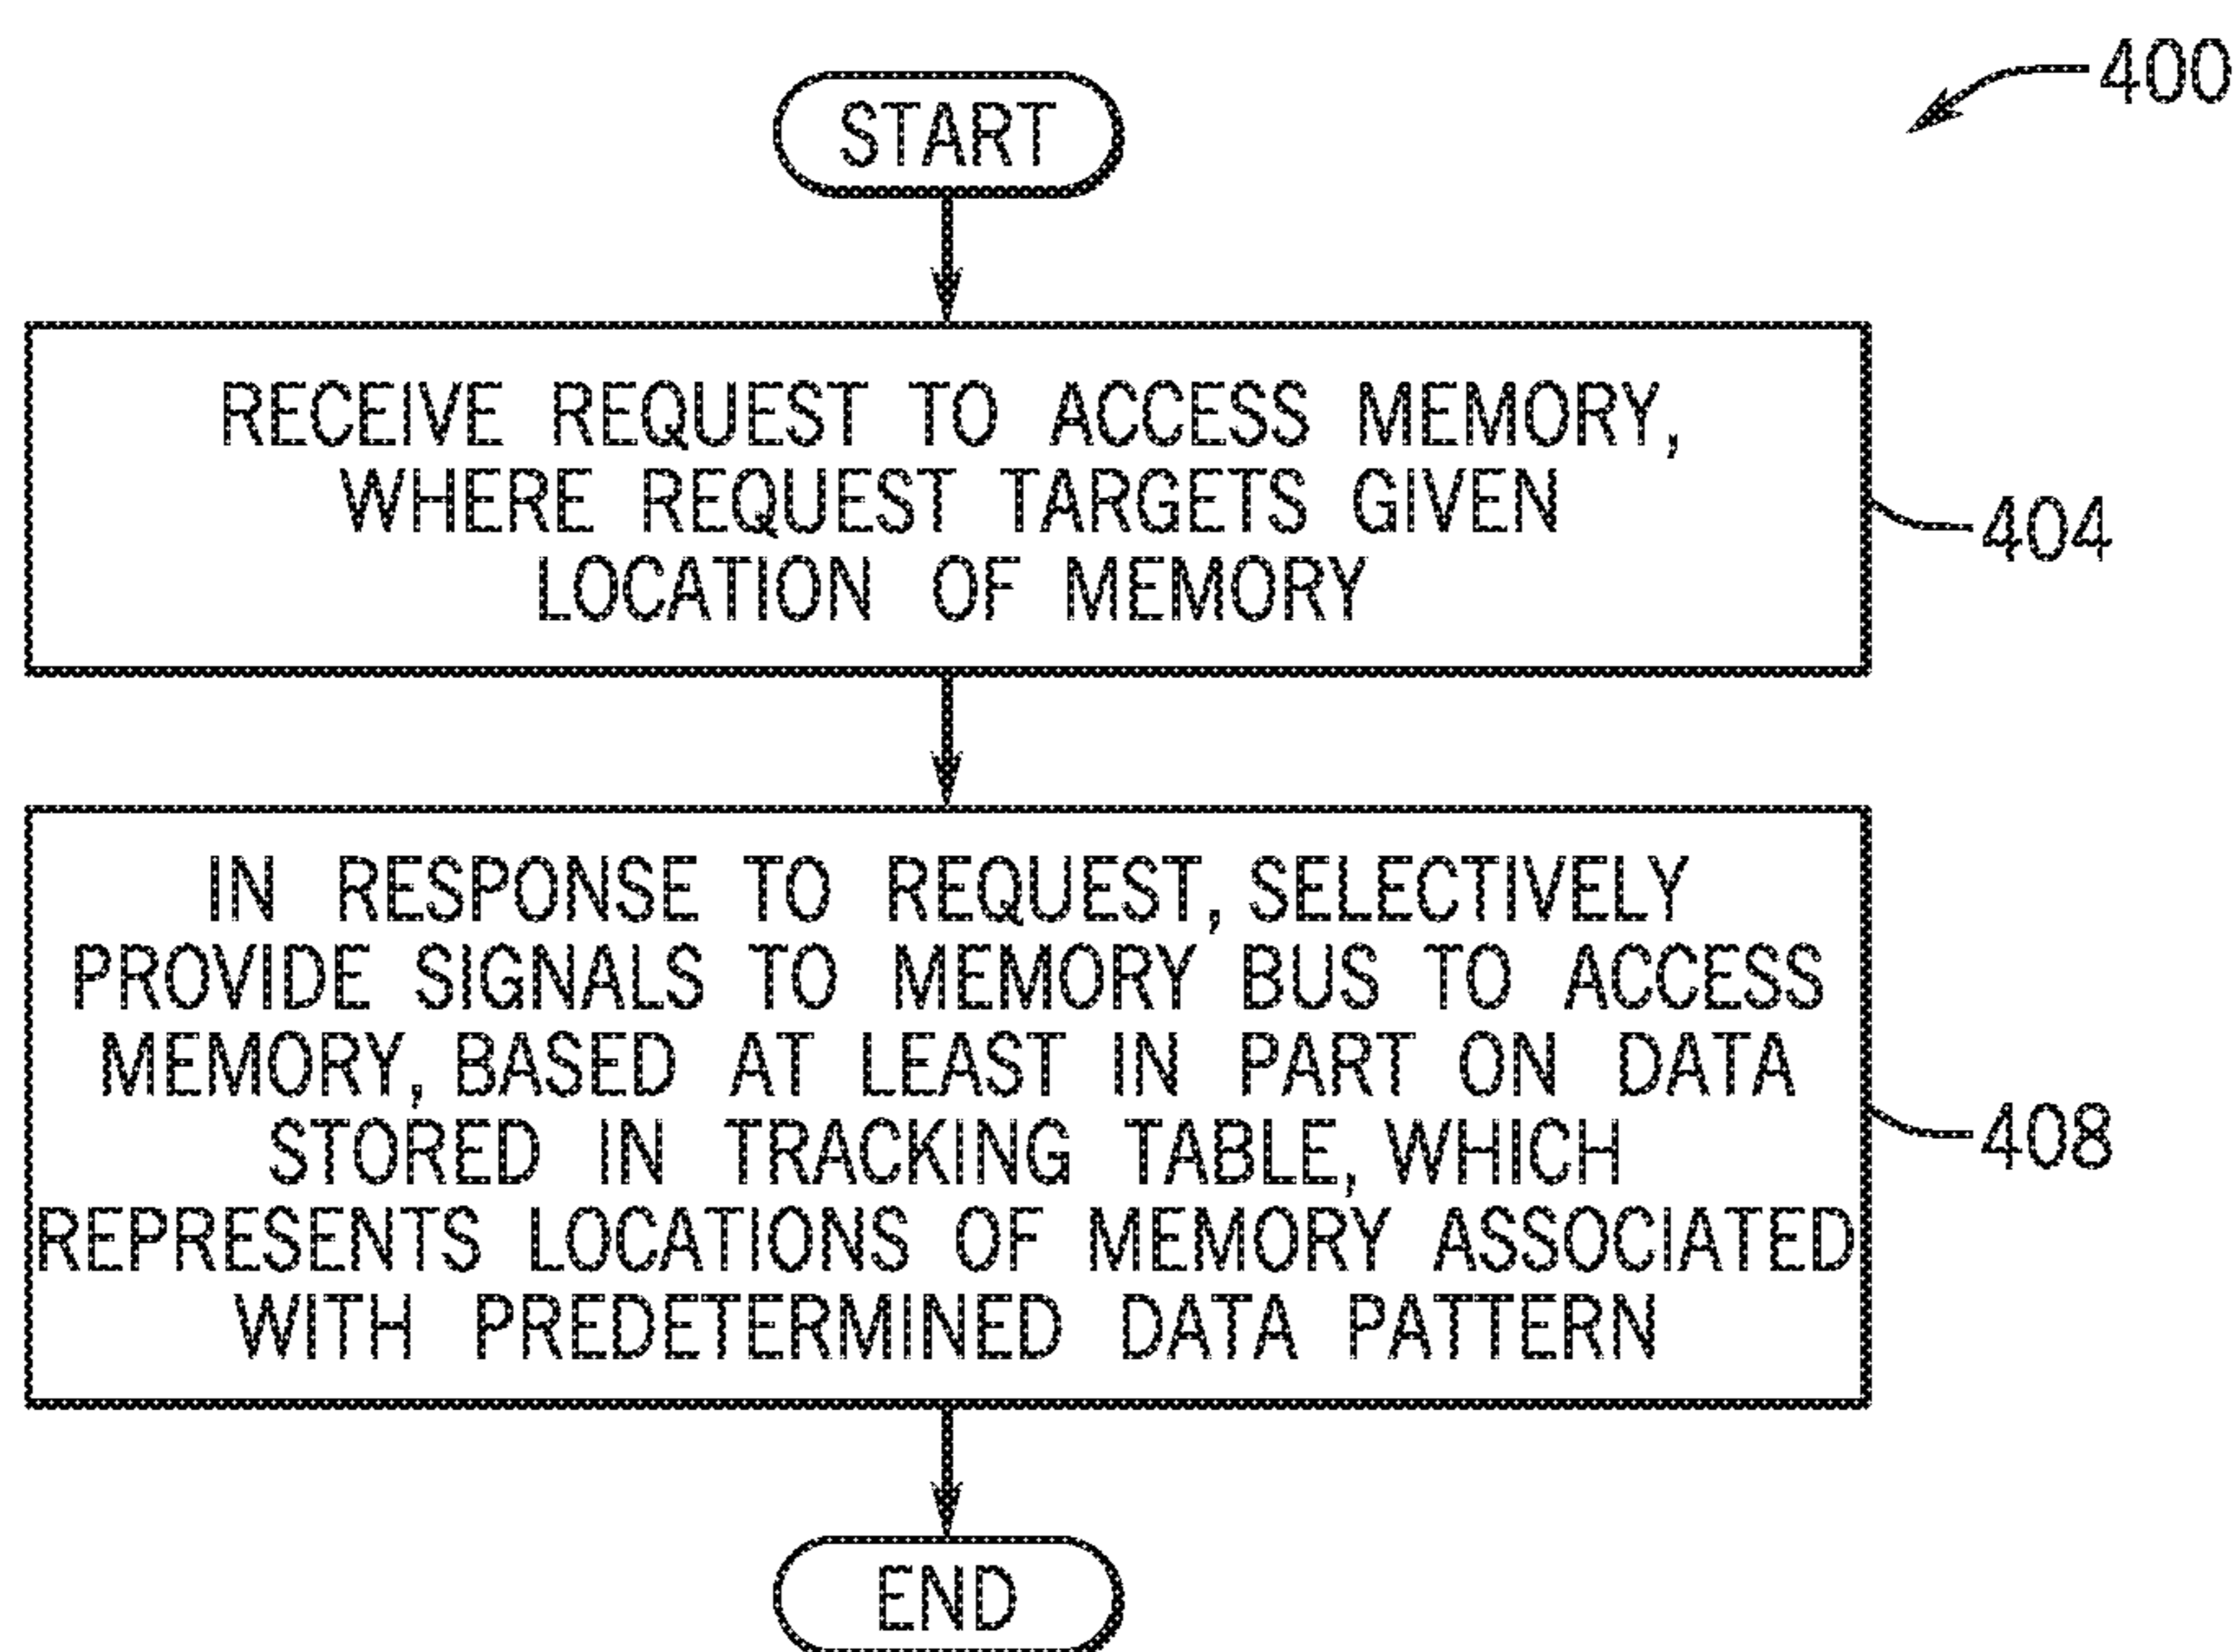 400
START
RECEIVE REQUEST TO ACCESS MEMORY,
WHERE REQUEST TARGETS GIVEN
LOCATION OF MEMORY
404
IN RESPONSE TO REQUEST, SELECTIVELY
PROVIDE SIGNALS TO MEMORY BUS TO ACCESS
MEMORY, BASED AT LEAST IN PART ON DATA
STORED IN TRACKING TABLE, WHICH
REPRESENTS LOCATIONS OF MEMORY ASSOCIATED
WITH PREDETERMINED DATA PATTERN
408
END